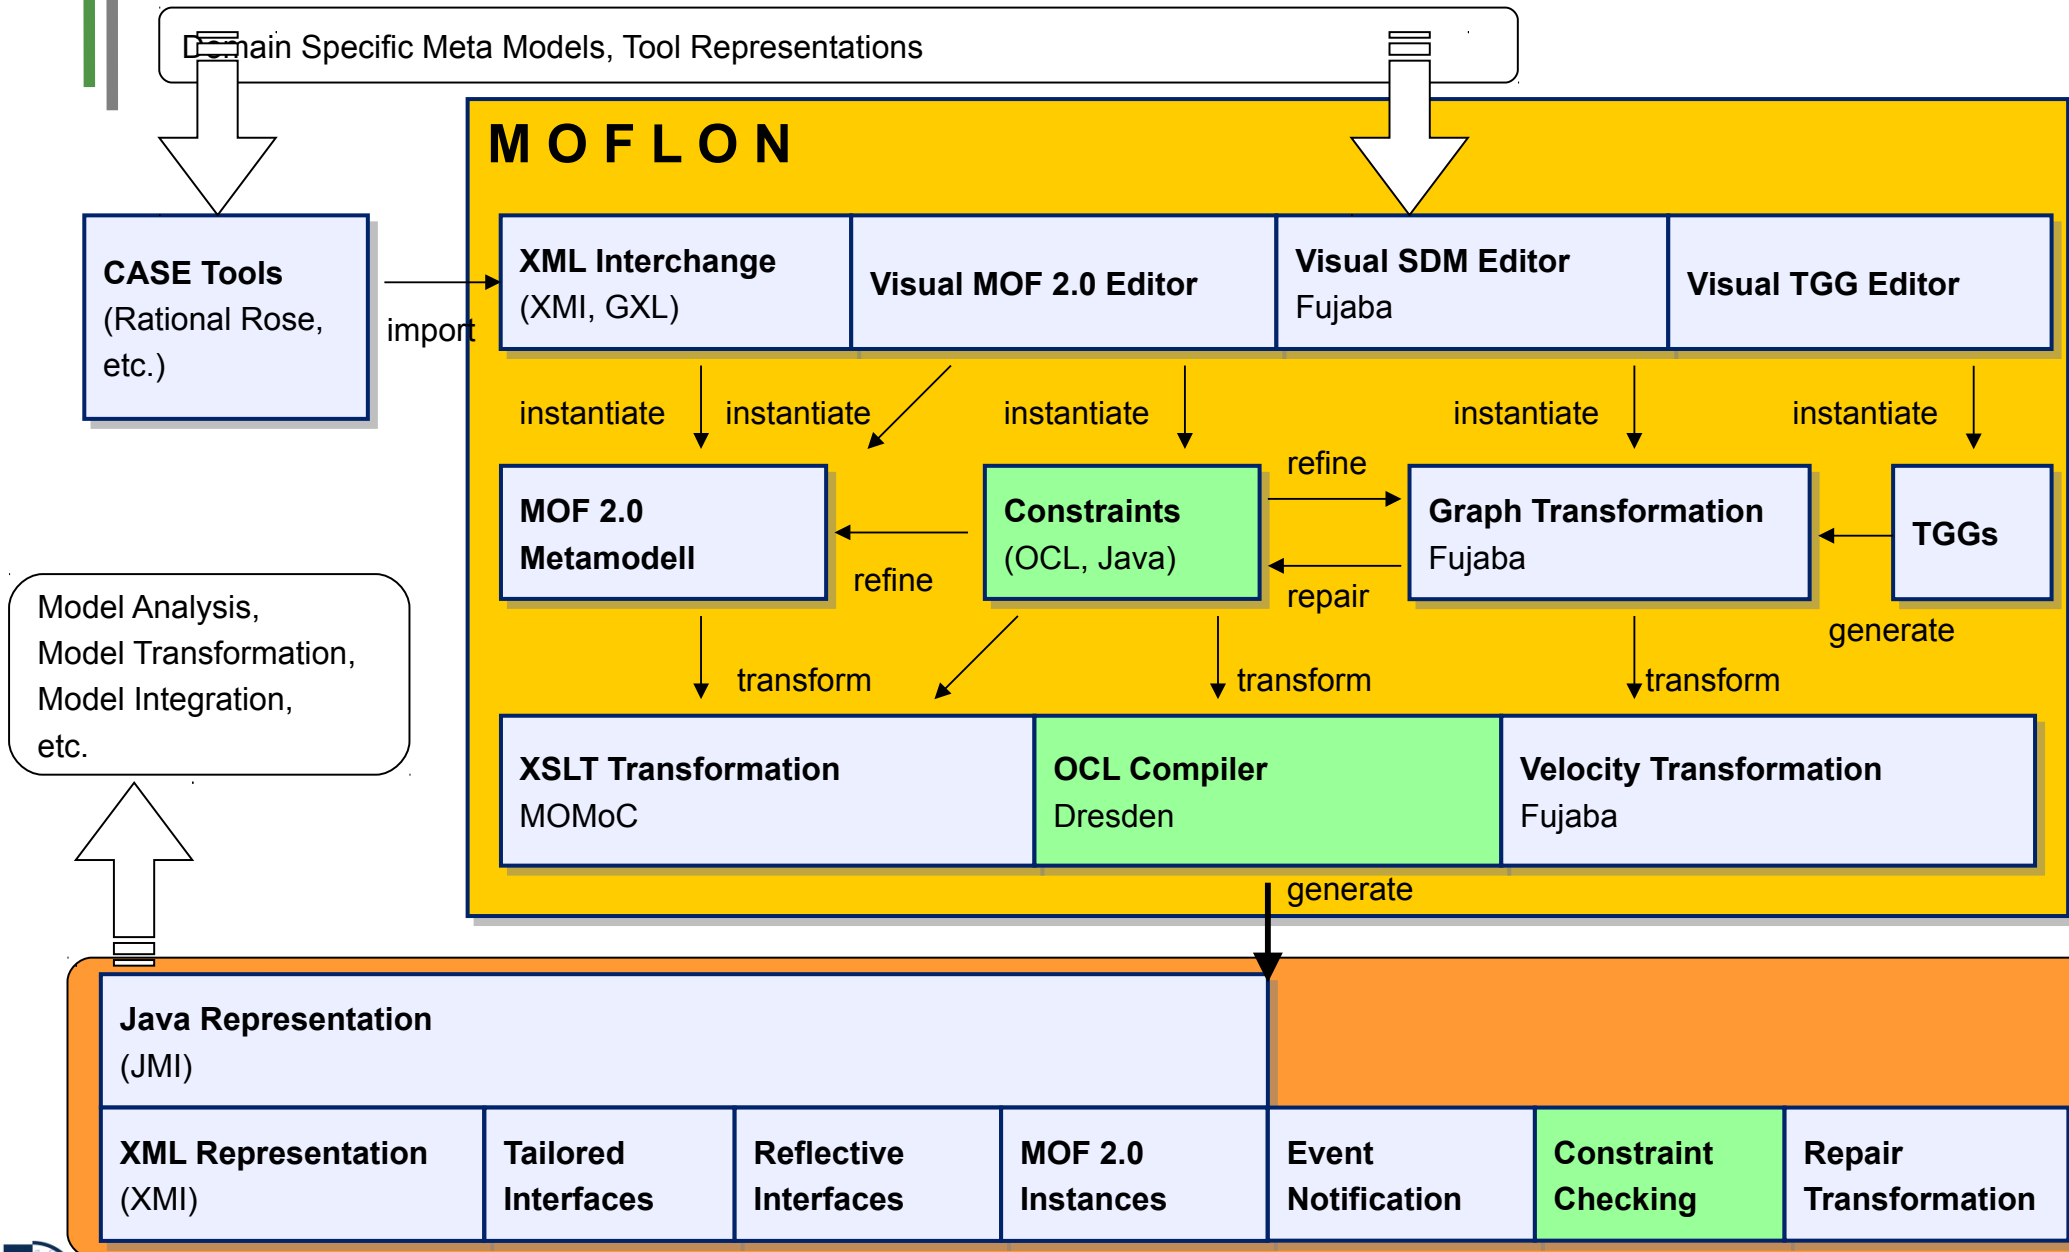 Domain Specific Meta Models, Tool Representations
MOFLON
CASE Tools
(Rational Rose,
etc.)
import
XML Interchange
(XMI, GXL)
Visual MOF 2.0 Editor
Visual SDM Editor
Fujaba
Visual TGG Editor
instantiate
instantiate
instantiate
instantiate
instantiate
MOF 2.0
Metamodell
refine
Constraints
(OCL, Java)
refine
repair
Graph Transformation
Fujaba
TGGs
generate
Model Analysis,
Model Transformation,
Model Integration,
etc.
transform
transform
transform
XSLT Transformation
MOMoC
OCL Compiler
Dresden
Velocity Transformation
Fujaba
generate
Java Representation
(JMI)
XML Representation
(XMI)
Tailored
Interfaces
Reflective
Interfaces
MOF 2.0
Instances
Event
Notification
Constraint
Checking
Repair
Transformation